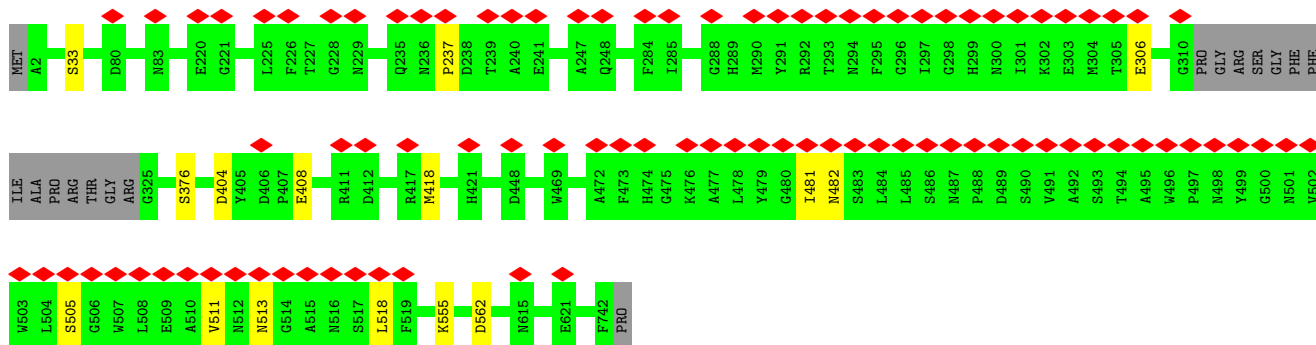 MET A2 S33 D80 N83 E220 G221 L225 F226 T227 G228 N229 Q235 N236 P237 D238 T239 A240 E241 A247 Q248 F284 I285 G288 H289 M290 Y291 R292 T293 N294 F295 G296 I297 G298 H299 N300 I301 K302 E303 M304 T305 E306 G310 PRO GLY ARG SER GLY PHE PHE
ILE ALA PRO ARG THR GLY ARG G325 S376 D404 Y405 D406 P407 E408 R411 D412 R417 M418 H421 D448 W469 A472 F473 H474 G475 K476 A477 L478 Y479 G480 I481 N482 S483 L484 L485 S486 N487 P488 D489 S490 V491 A492 S493 T494 A495 W496 P497 N498 Y499 G500 N501 V502
W503 L504 S505 G506 W507 L508 E509 A510 V511 N512 N513 G514 A515 N516 S517 L518 F519 K555 D562 N615 E621 F742 PRO